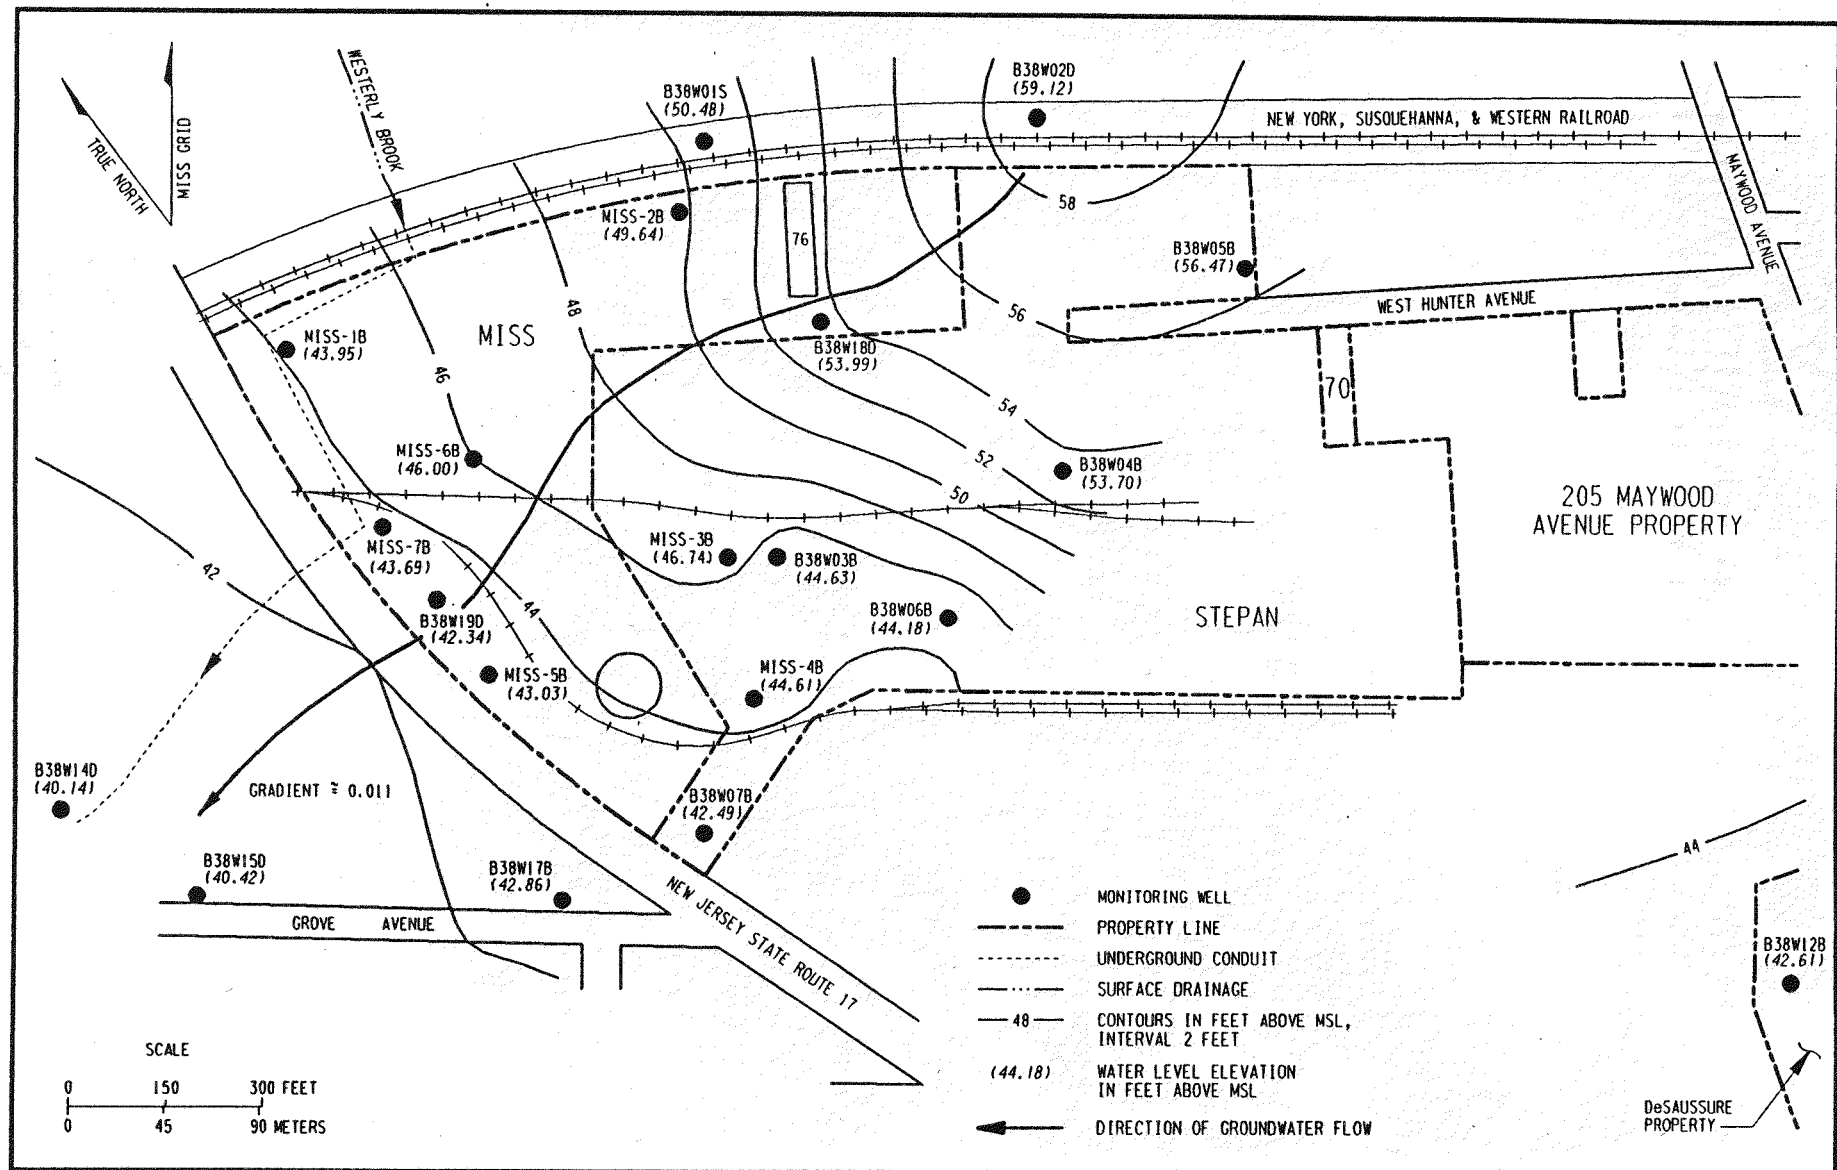 TRUE NORTH
MISS GRID
WESTERLY BROOK
B38W01S
(50.48)
B38W02D
(59.12)
NEW YORK, SUSQUEHANNA, & WESTERN RAILROAD
MAYWOOD AVENUE
MISS-2B
(49.64)
76
58
B38W05B
(56.47)
WEST HUNTER AVENUE
MISS-1B
(43.95)
MISS
48
56
46
B38W18D
(53.99)
70
54
MISS-6B
(46.00)
52
B38W04B
(53.70)
50
205 MAYWOOD
AVENUE PROPERTY
42
MISS-7B
(43.69)
MISS-3B
(46.74)
B38W03B
(44.63)
44
B38W19D
(42.34)
B38W06B
(44.18)
STEPAN
MISS-5B
(43.03)
MISS-4B
(44.61)
B38W14D
(40.14)
GRADIENT ≅ 0.011
B38W07B
(42.49)
44
B38W15D
(40.42)
B38W17B
(42.86)
GROVE AVENUE
NEW JERSEY STATE ROUTE 17
MONITORING WELL
PROPERTY LINE
UNDERGROUND CONDUIT
SURFACE DRAINAGE
48
CONTOURS IN FEET ABOVE MSL,
INTERVAL 2 FEET
(44.18)
WATER LEVEL ELEVATION
IN FEET ABOVE MSL
DIRECTION OF GROUNDWATER FLOW
B38W12B
(42.61)
DeSAUSSURE
PROPERTY
SCALE
0 150 300 FEET
0 45 90 METERS